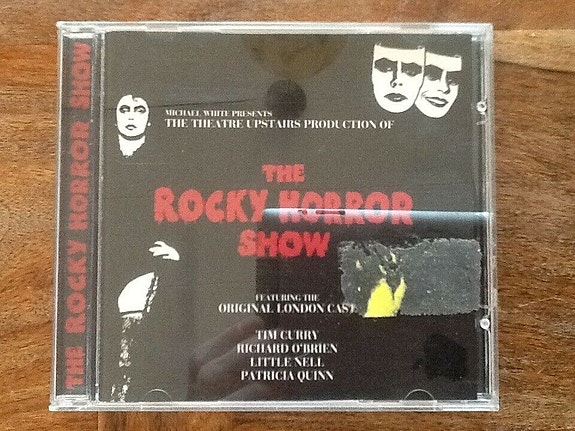 THE ROCKY HORROR SHOW
MICHAEL WHITE PRESENTS
THE THEATRE UPSTAIRS PRODUCTION OF
THE
ROCKY HORROR
SHOW
FEATURING THE
ORIGINAL LONDON CAST
TIM CURRY
RICHARD O'BRIEN
LITTLE NELL
PATRICIA QUINN